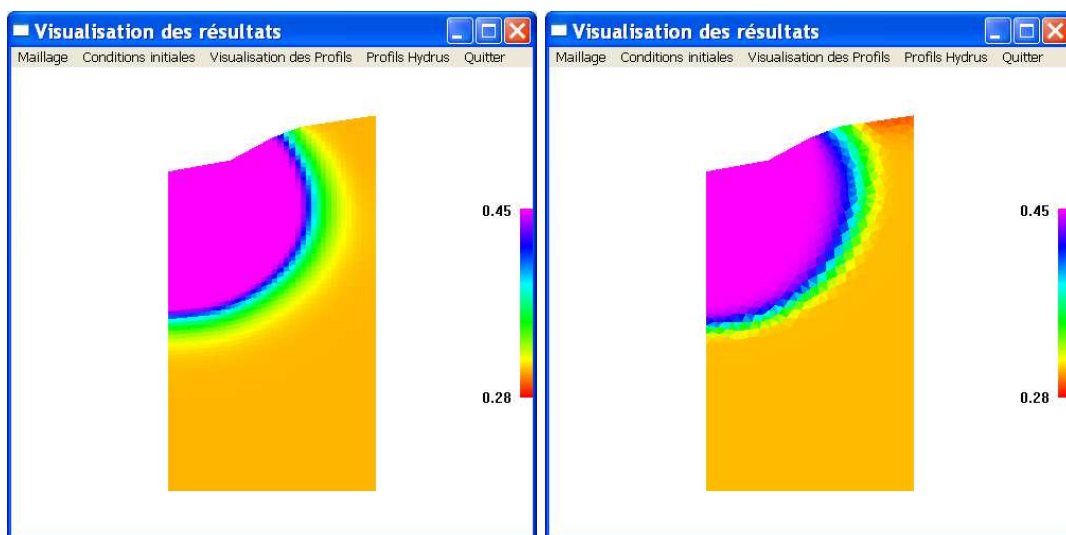 Visualisation des résultats
Maillage Conditions initiales Visualisation des Profils Profils Hydrus Quitter
0.45
0.28
Visualisation des résultats
Maillage Conditions initiales Visualisation des Profils Profils Hydrus Quitter
0.45
0.28